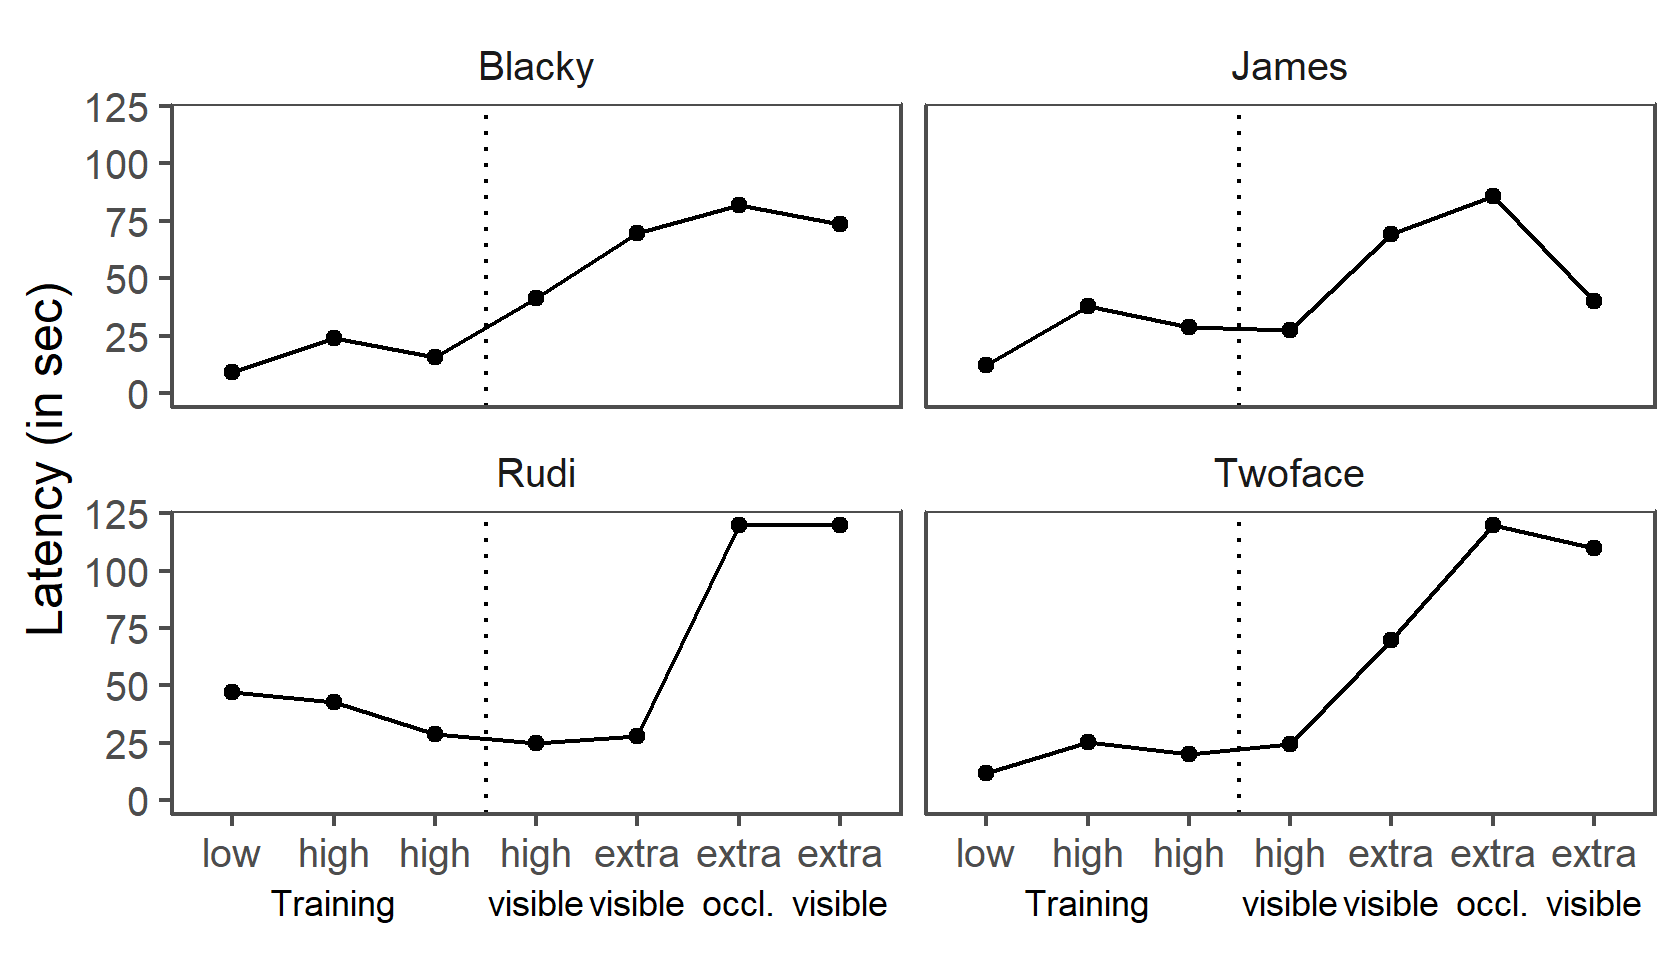 Blacky
James
125
100
75
50
25
0
Latency (in sec)
Rudi
Twoface
125
100
75
50
25
0
low high high high extra extra extra
Training visible visible occl. visible
low high high high extra extra extra
Training visible visible occl. visible